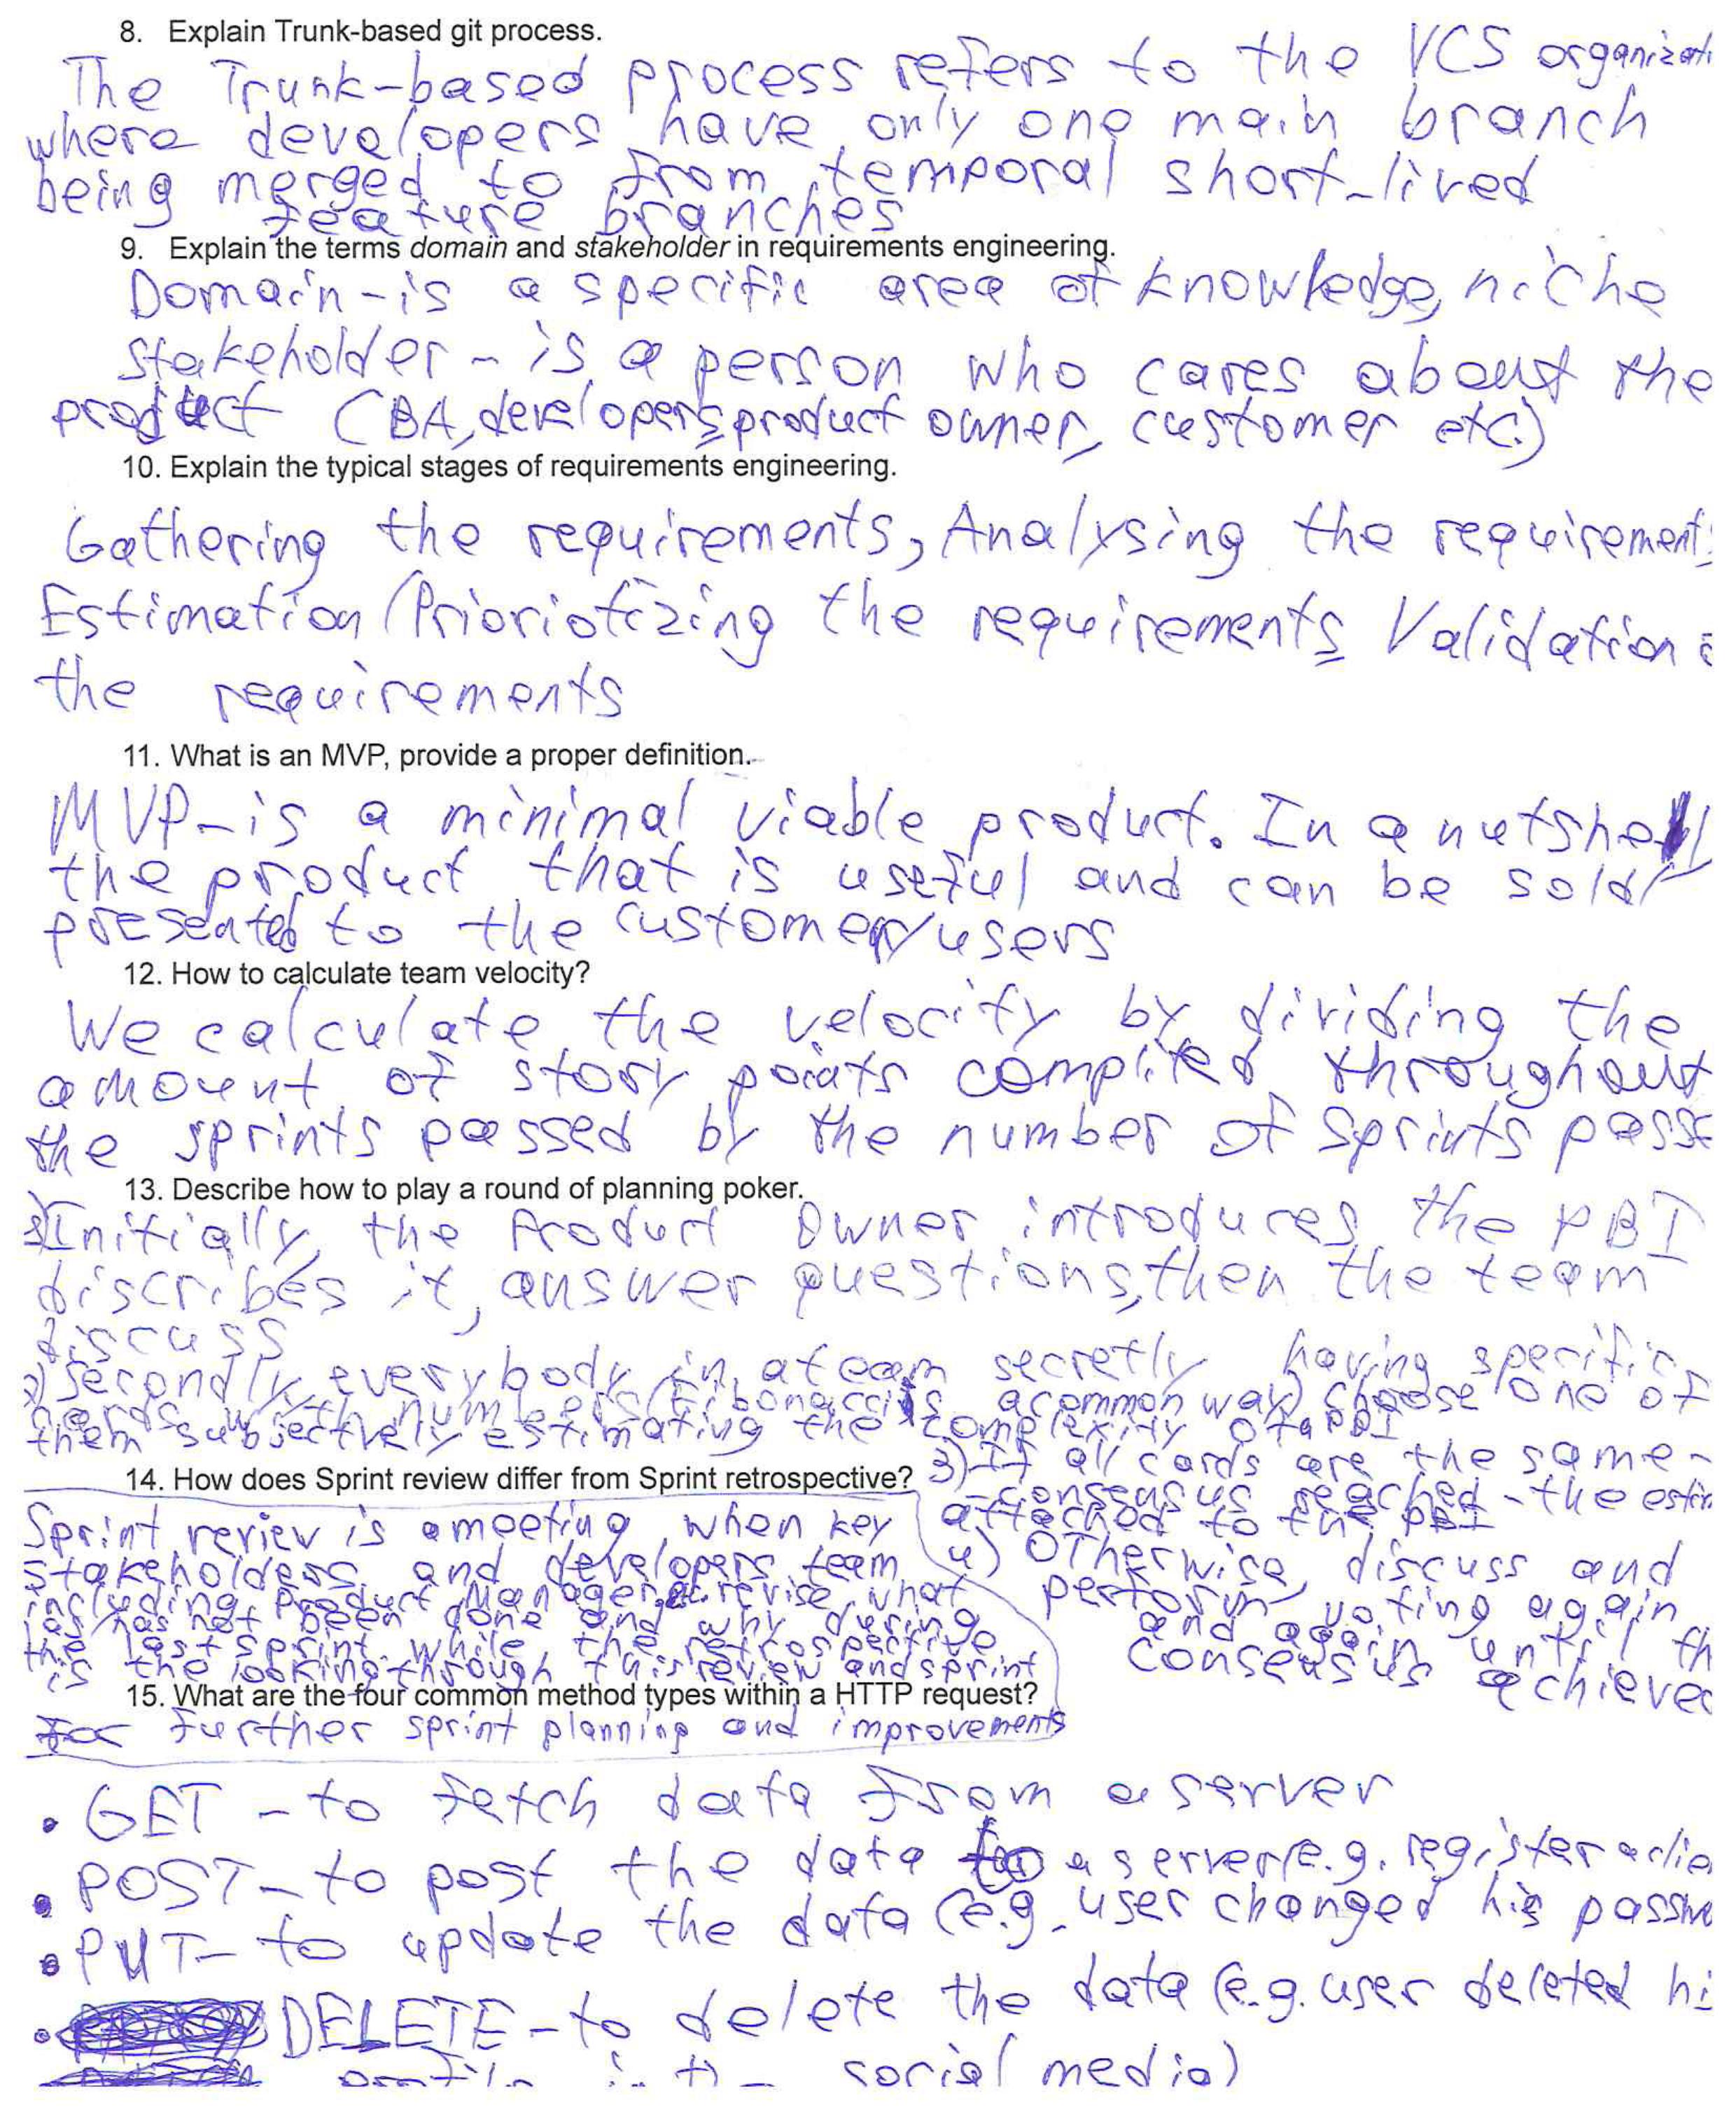 8. Explain Trunk-based git process.
The Trunk-based process refers to the VCS organizati
where developers have only one main branch
being merged to from temporal short-lived
feature branches
9. Explain the terms domain and stakeholder in requirements engineering.
Domain - is a specific area of knowledge, niche
Stakeholder - is a person who cares about the
product (BA, developers, product owner, customer etc.)
10. Explain the typical stages of requirements engineering.
Gathering the requirements, Analysing the requirement
Estimation/Prioriotizing the requirements, Validation
the requirements
11. What is an MVP, provide a proper definition.
MVP - is a minimal viable product. In a nutshell
the product that is useful and can be sold/
presented to the customer/users
12. How to calculate team velocity?
We calculate the velocity by dividing the
amount of story points complited throughout
the sprints passed by the number of sprints passe
13. Describe how to play a round of planning poker.
1) Initially, the Product Owner introduces the PBI
discribes it, answer questions, then the team
discuss
2) Secondly, everybody in a team secretly having specific
cards with numbers (Fibonacci is a common way) choose one of
them subjectively estimating the complexity of a PBI
3) If all cards are the same -
consensus reached - the estim
attached to the PBI
4) Otherwise, discuss and
perform voting again
and again until th
consensus achieved
14. How does Sprint review differ from Sprint retrospective?
Sprint reviev is a meeting when key
stakeholders and developers team
including Product Manager revise what
has/has not been done and why during
the last sprint. while the retrospective
is the looking through this review and sprint
15. What are the four common method types within a HTTP request?
for further sprint planning and improvements
• GET - to fetch data from a server
• POST - to post the data to a server (e.g. register a clie
• PUT - to update the data (e.g. user changed his passw
• DELETE - to delete the data (e.g. user deleted hi
social media)